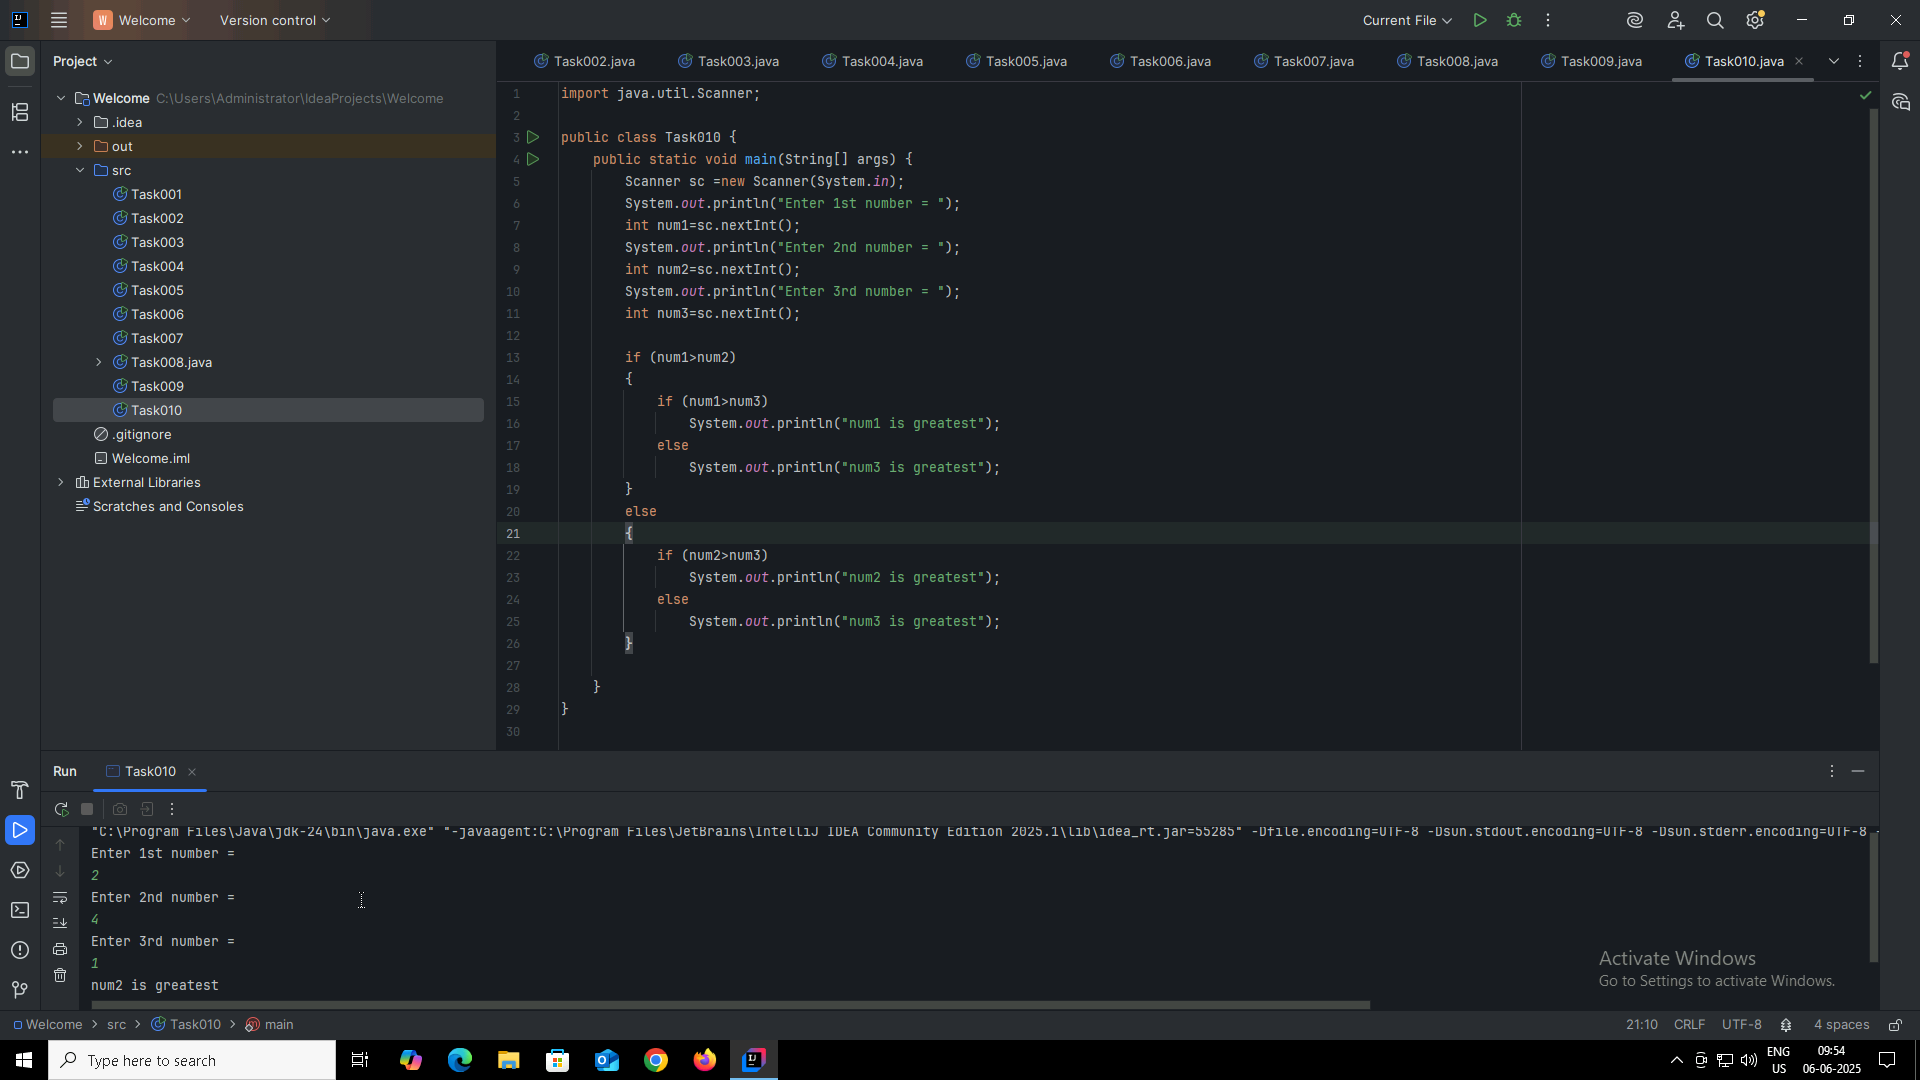 W Welcome Version control Current File
Project
Task002.java Task003.java Task004.java Task005.java Task006.java Task007.java Task008.java Task009.java Task010.java
Welcome C:\Users\Administrator\IdeaProjects\Welcome
.idea
out
src
Task001
Task002
Task003
Task004
Task005
Task006
Task007
Task008.java
Task009
Task010
.gitignore
Welcome.iml
External Libraries
Scratches and Consoles
1 import java.util.Scanner;
2
3 public class Task010 {
4 public static void main(String[] args) {
5 Scanner sc =new Scanner(System.in);
6 System.out.println("Enter 1st number = ");
7 int num1=sc.nextInt();
8 System.out.println("Enter 2nd number = ");
9 int num2=sc.nextInt();
10 System.out.println("Enter 3rd number = ");
11 int num3=sc.nextInt();
12
13 if (num1>num2)
14 {
15 if (num1>num3)
16 System.out.println("num1 is greatest");
17 else
18 System.out.println("num3 is greatest");
19 }
20 else
21 {
22 if (num2>num3)
23 System.out.println("num2 is greatest");
24 else
25 System.out.println("num3 is greatest");
26 }
27
28 }
29 }
30
Run Task010
"C:\Program Files\Java\jdk-24\bin\java.exe" "-javaagent:C:\Program Files\JetBrains\IntelliJ IDEA Community Edition 2025.1\lib\idea_rt.jar=55285" -Dfile.encoding=UTF-8 -Dsun.stdout.encoding=UTF-8 -Dsun.stderr.encoding=UTF-8
Enter 1st number =
2
Enter 2nd number =
4
Enter 3rd number =
1
num2 is greatest
Activate Windows
Go to Settings to activate Windows.
Welcome > src > Task010 > main 21:10 CRLF UTF-8 4 spaces
Type here to search
ENG
US
09:54
06-06-2025